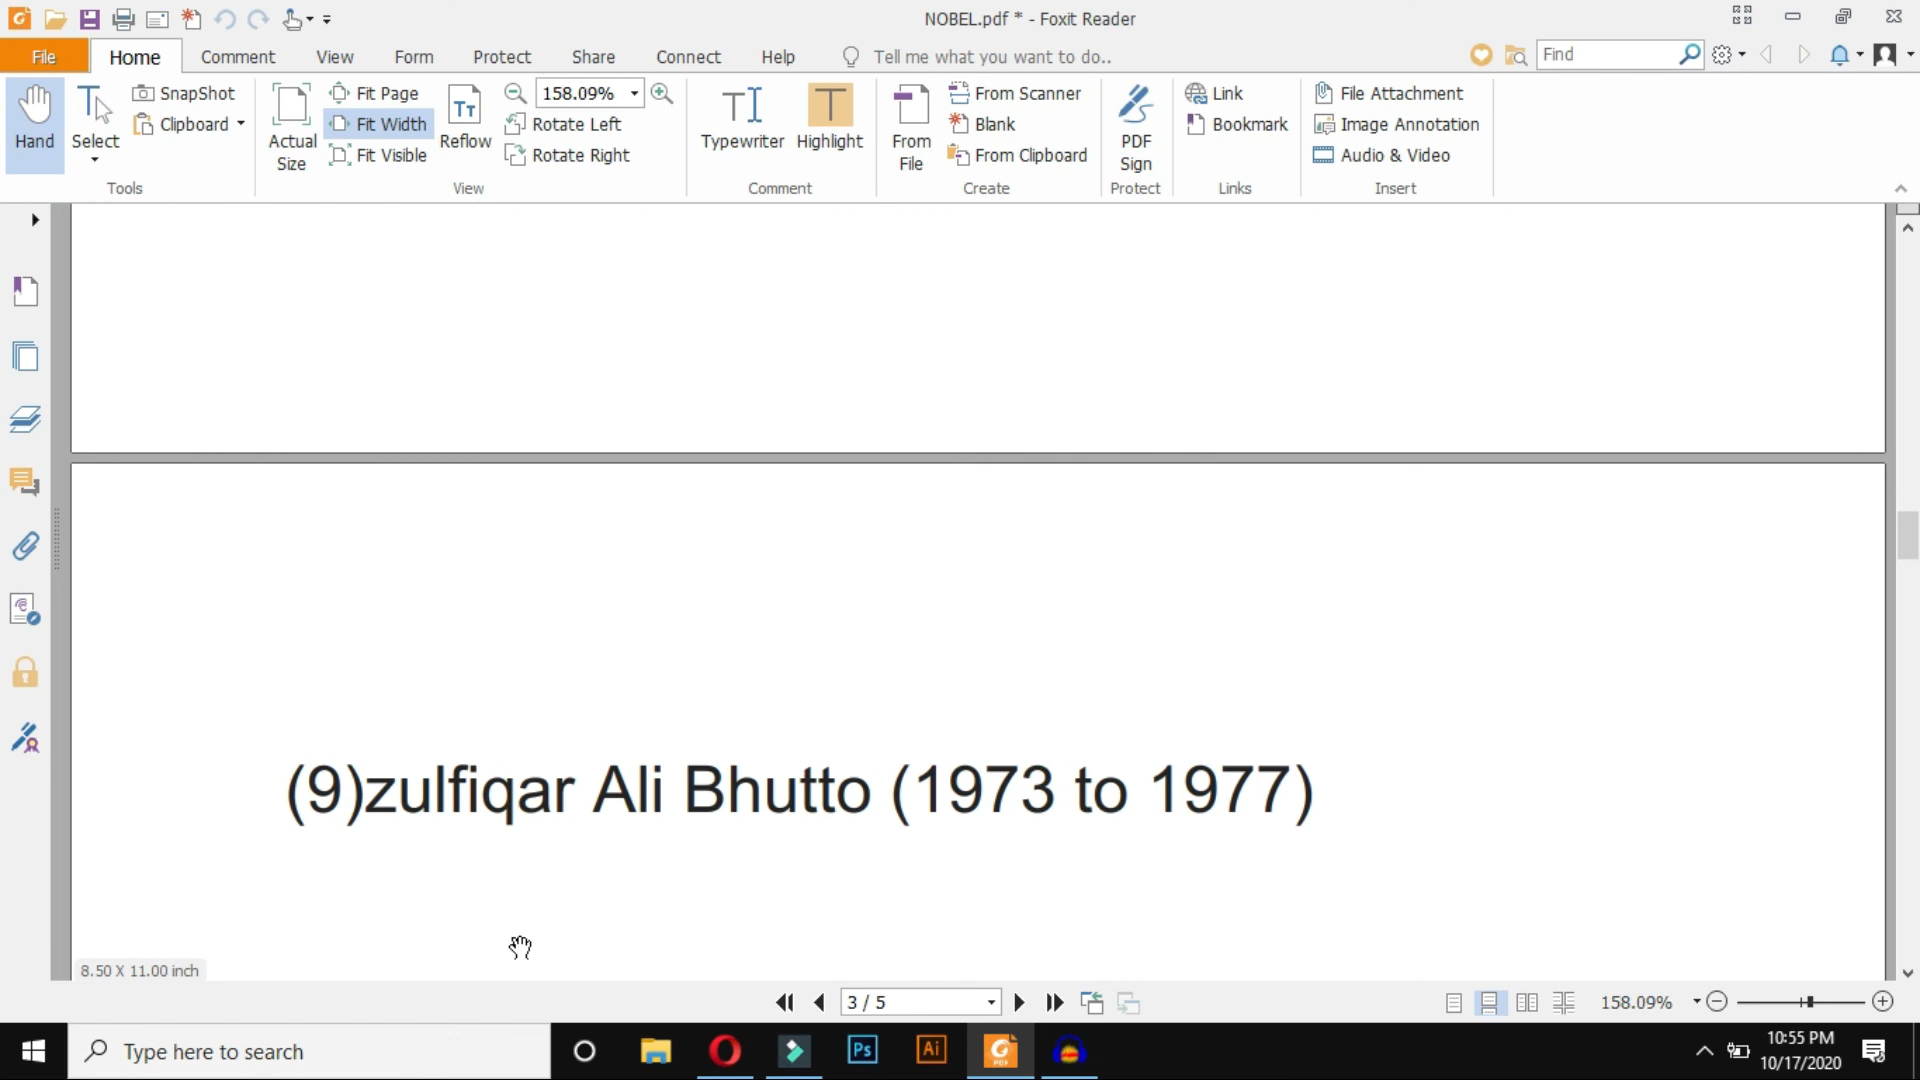 NOBEL.pdf * - Foxit Reader
File Home Comment View Form Protect Share Connect Help Tell me what you want to do.. Find
Hand
Select
SnapShot
Clipboard
Tools
Actual Size
Fit Page
Fit Width
Fit Visible
Reflow
158.09%
Rotate Left
Rotate Right
View
Typewriter
Highlight
Comment
From File
From Scanner
Blank
From Clipboard
Create
PDF Sign
Protect
Link
Bookmark
Links
File Attachment
Image Annotation
Audio & Video
Insert
(9)zulfiqar Ali Bhutto (1973 to 1977)
8.50 X 11.00 inch
3 / 5
158.09%
Type here to search
Ps
Ai
PDF
10:55 PM
10/17/2020